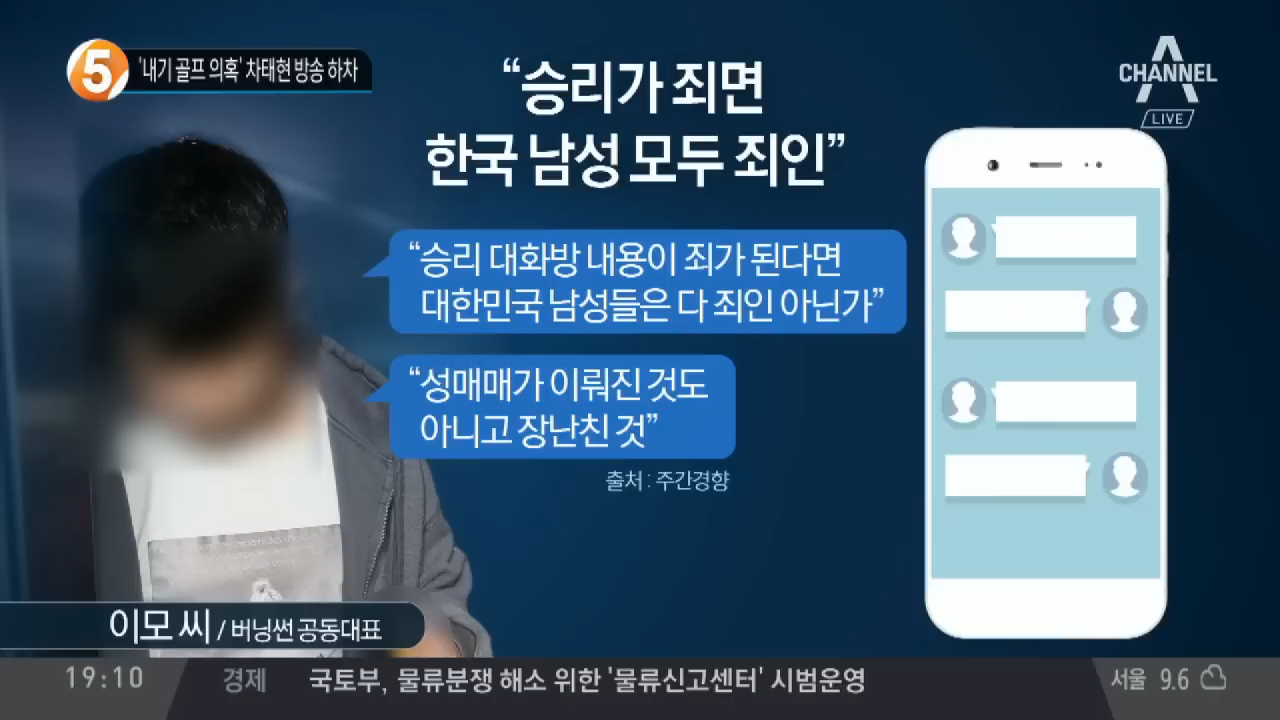 5
'내기 골프 의혹' 차태현 방송 하차
CHANNEL A
LIVE
“승리가 죄면
한국 남성 모두 죄인”
“승리 대화방 내용이 죄가 된다면
대한민국 남성들은 다 죄인 아닌가”
“성매매가 이뤄진 것도
아니고 장난친 것”
출처 : 주간경향
이모 씨 / 버닝썬 공동대표
19:10 경제 국토부, 물류분쟁 해소 위한 '물류신고센터' 시범운영 서울 9.6